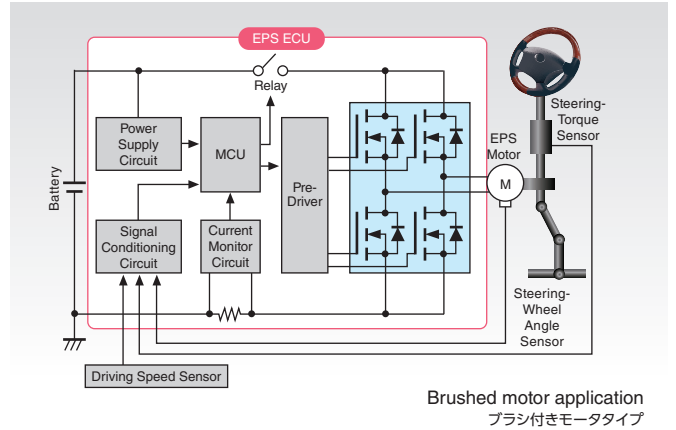 EPS ECU
Relay
Steering-
Torque
Sensor
Power
Supply
Circuit
MCU
EPS
Motor
Pre-
Driver
M
Battery
Signal
Conditioning
Circuit
Current
Monitor
Circuit
Steering-
Wheel
Angle
Sensor
Driving Speed Sensor
Brushed motor application
ブラシ付きモータタイプ